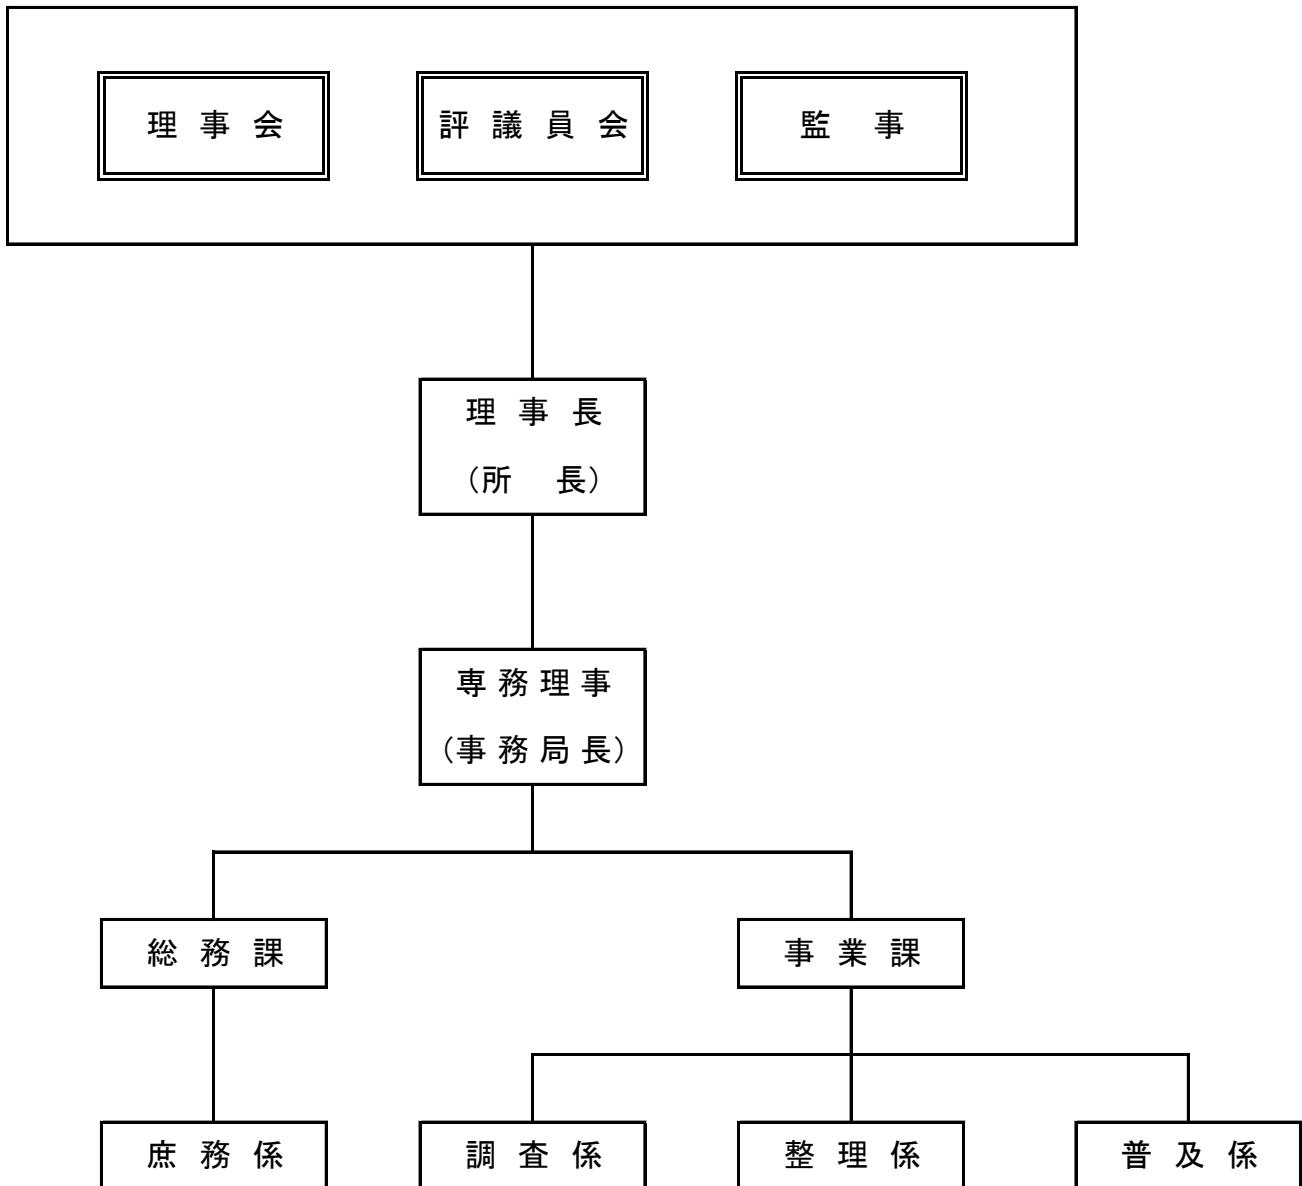 理事会
評議員会
監事
理事長
（所　長）
専務理事
（事務局長）
総務課
事業課
庶務係
調査係
整理係
普及係